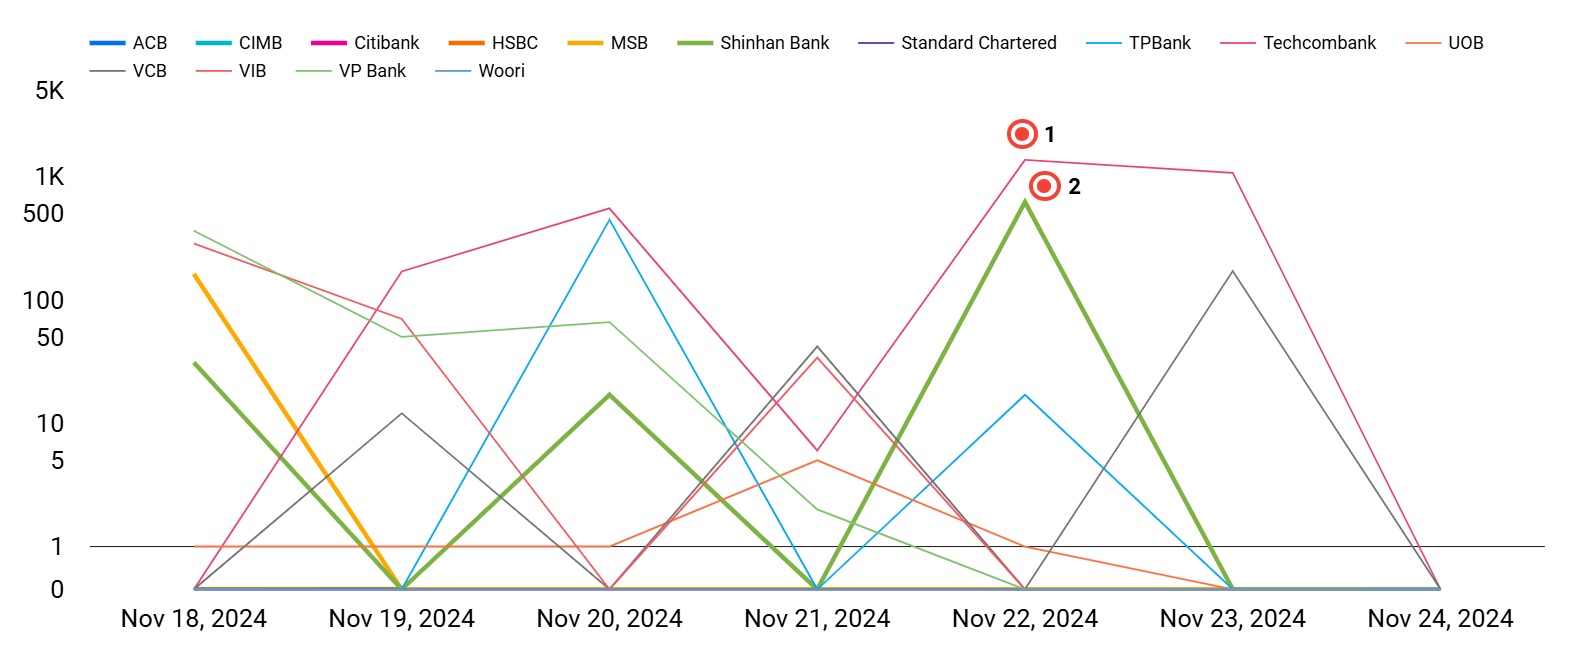 ACB CIMB Citibank HSBC MSB Shinhan Bank Standard Chartered TPBank Techcombank UOB
VCB VIB VP Bank Woori
5K
1
1K
2
500
100
50
10
5
1
0
Nov 18, 2024 Nov 19, 2024 Nov 20, 2024 Nov 21, 2024 Nov 22, 2024 Nov 23, 2024 Nov 24, 2024